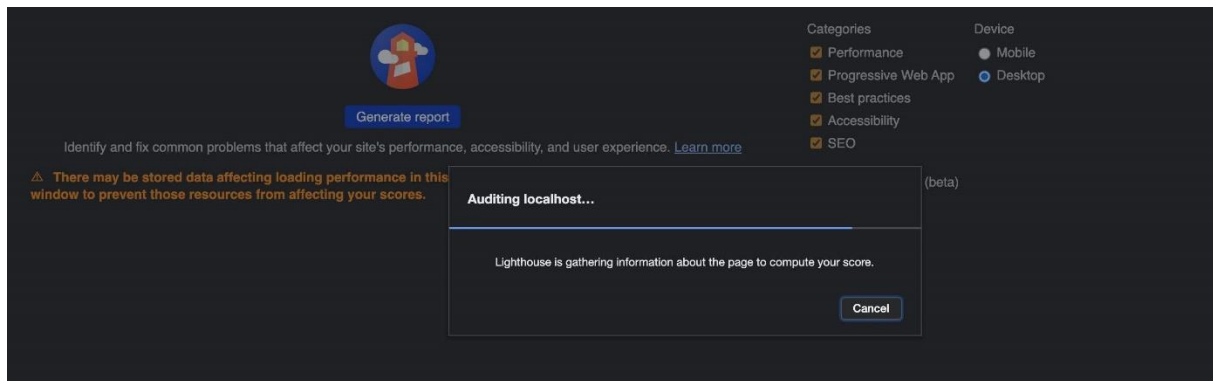 Categories
Device
Performance
Mobile
Progressive Web App
Desktop
Best practices
Generate report
Accessibility
Identify and fix common problems that affect your site's performance, accessibility, and user experience. Learn more
SEO
⚠ There may be stored data affecting loading performance in this
window to prevent those resources from affecting your scores.
(beta)
Auditing localhost...
Lighthouse is gathering information about the page to compute your score.
Cancel